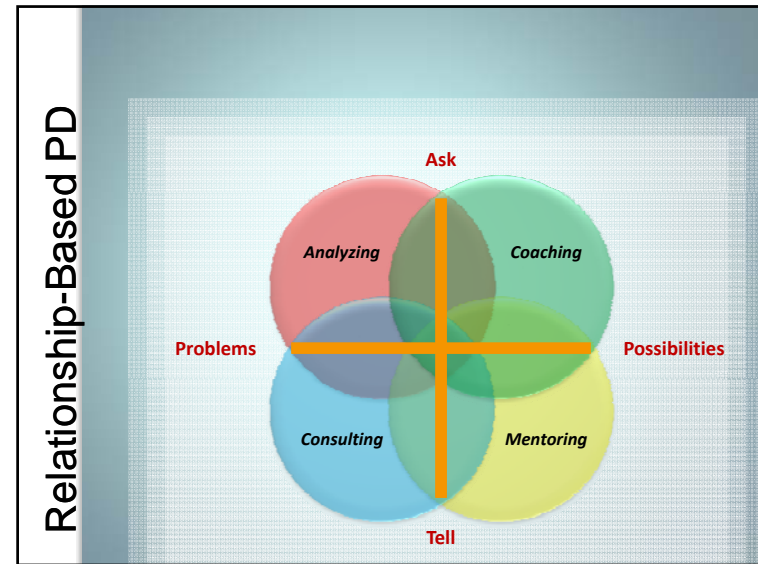 Relationship-Based PD
Ask
Analyzing
Coaching
Problems
Possibilities
Consulting
Mentoring
Tell